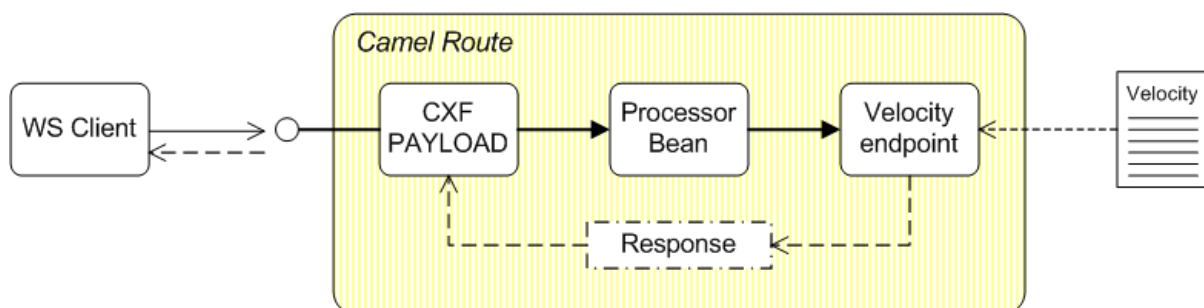 Camel Route
WS Client
CXF
PAYLOAD
Processor
Bean
Velocity
endpoint
Velocity
Response